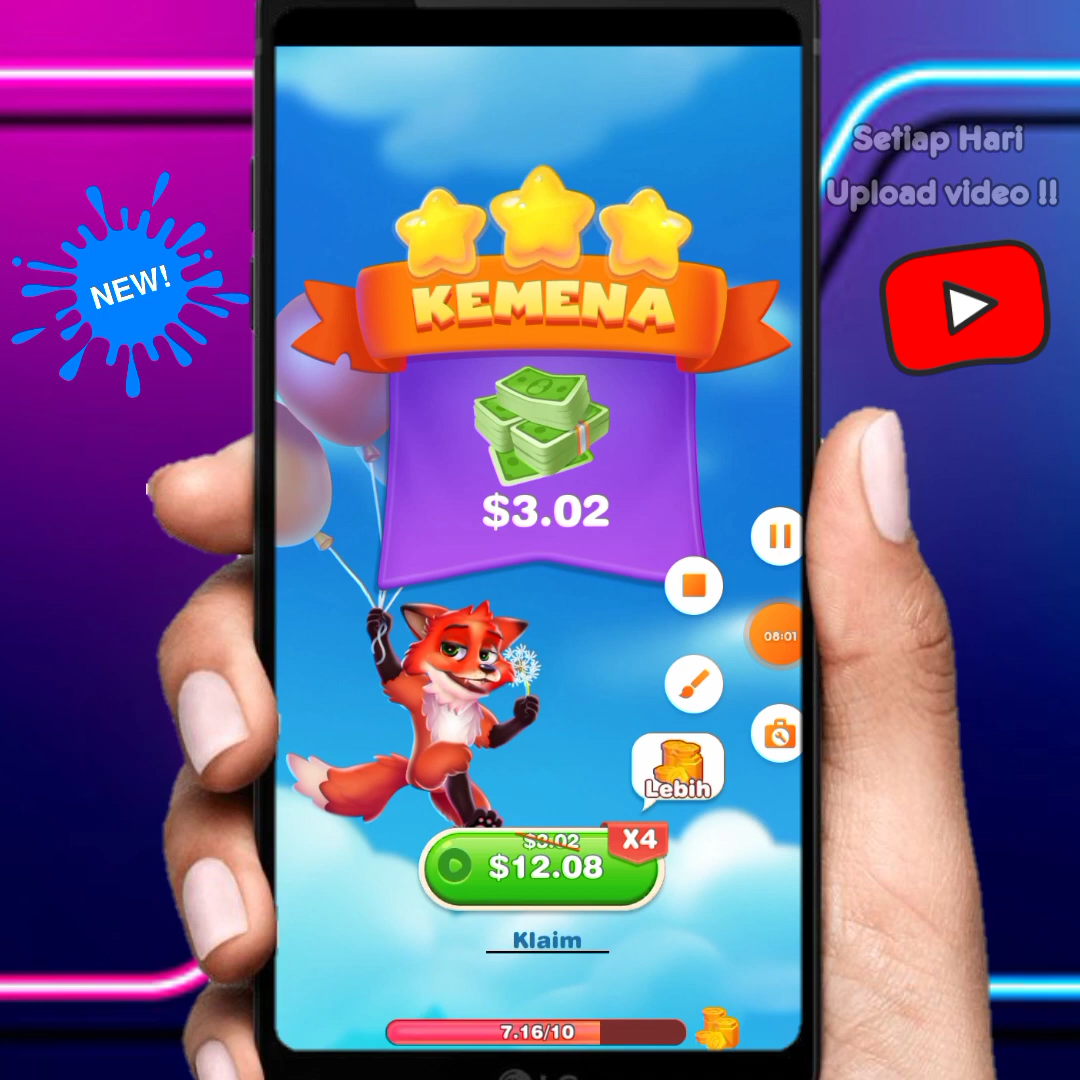 Setiap Hari
Upload video !!
NEW!
KEMENA
$3.02
06:01
Lebih
$3.02
X4
$12.08
Klaim
7.16/10